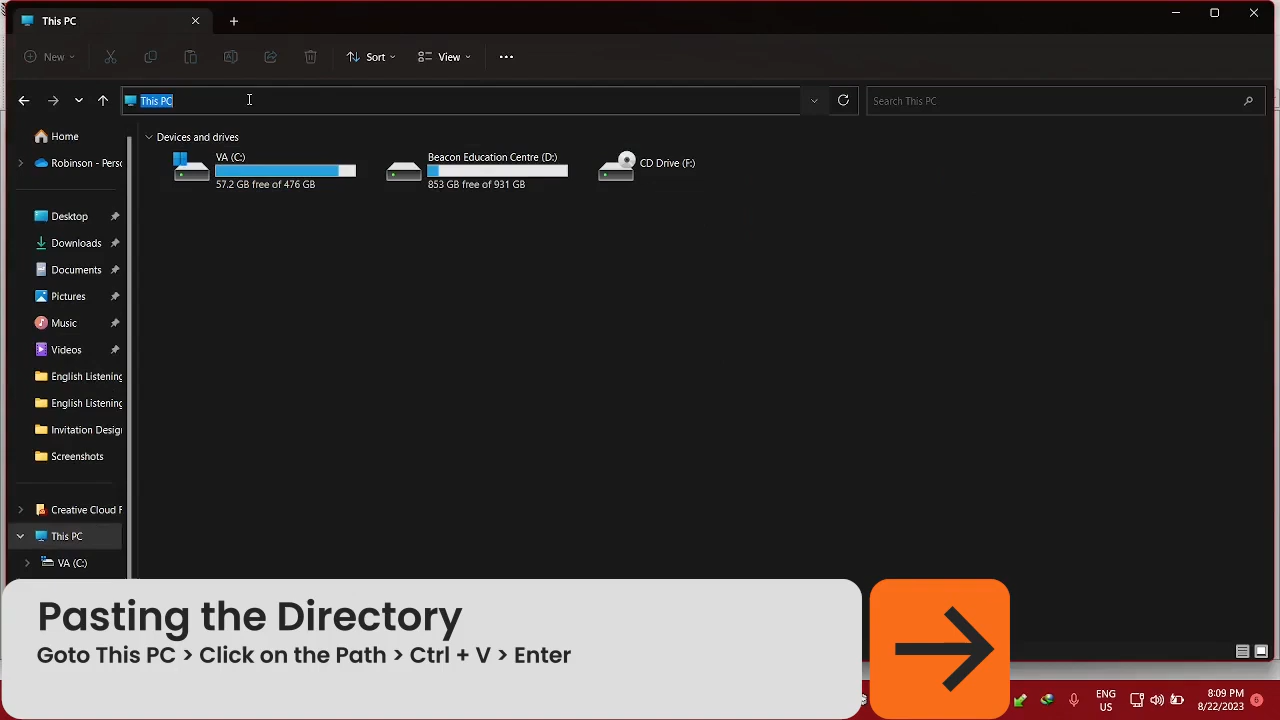 This PC
New
Sort
View
This PC
Search This PC
Home
Robinson - Perso
Desktop
Downloads
Documents
Pictures
Music
Videos
English Listening
English Listening
Invitation Desig
Screenshots
Creative Cloud F
This PC
VA (C:)
Devices and drives
VA (C:)
57.2 GB free of 476 GB
Beacon Education Centre (D:)
853 GB free of 931 GB
CD Drive (F:)
Pasting the Directory
Goto This PC > Click on the Path > Ctrl + V > Enter
ENG
US
8:09 PM
8/22/2023
6